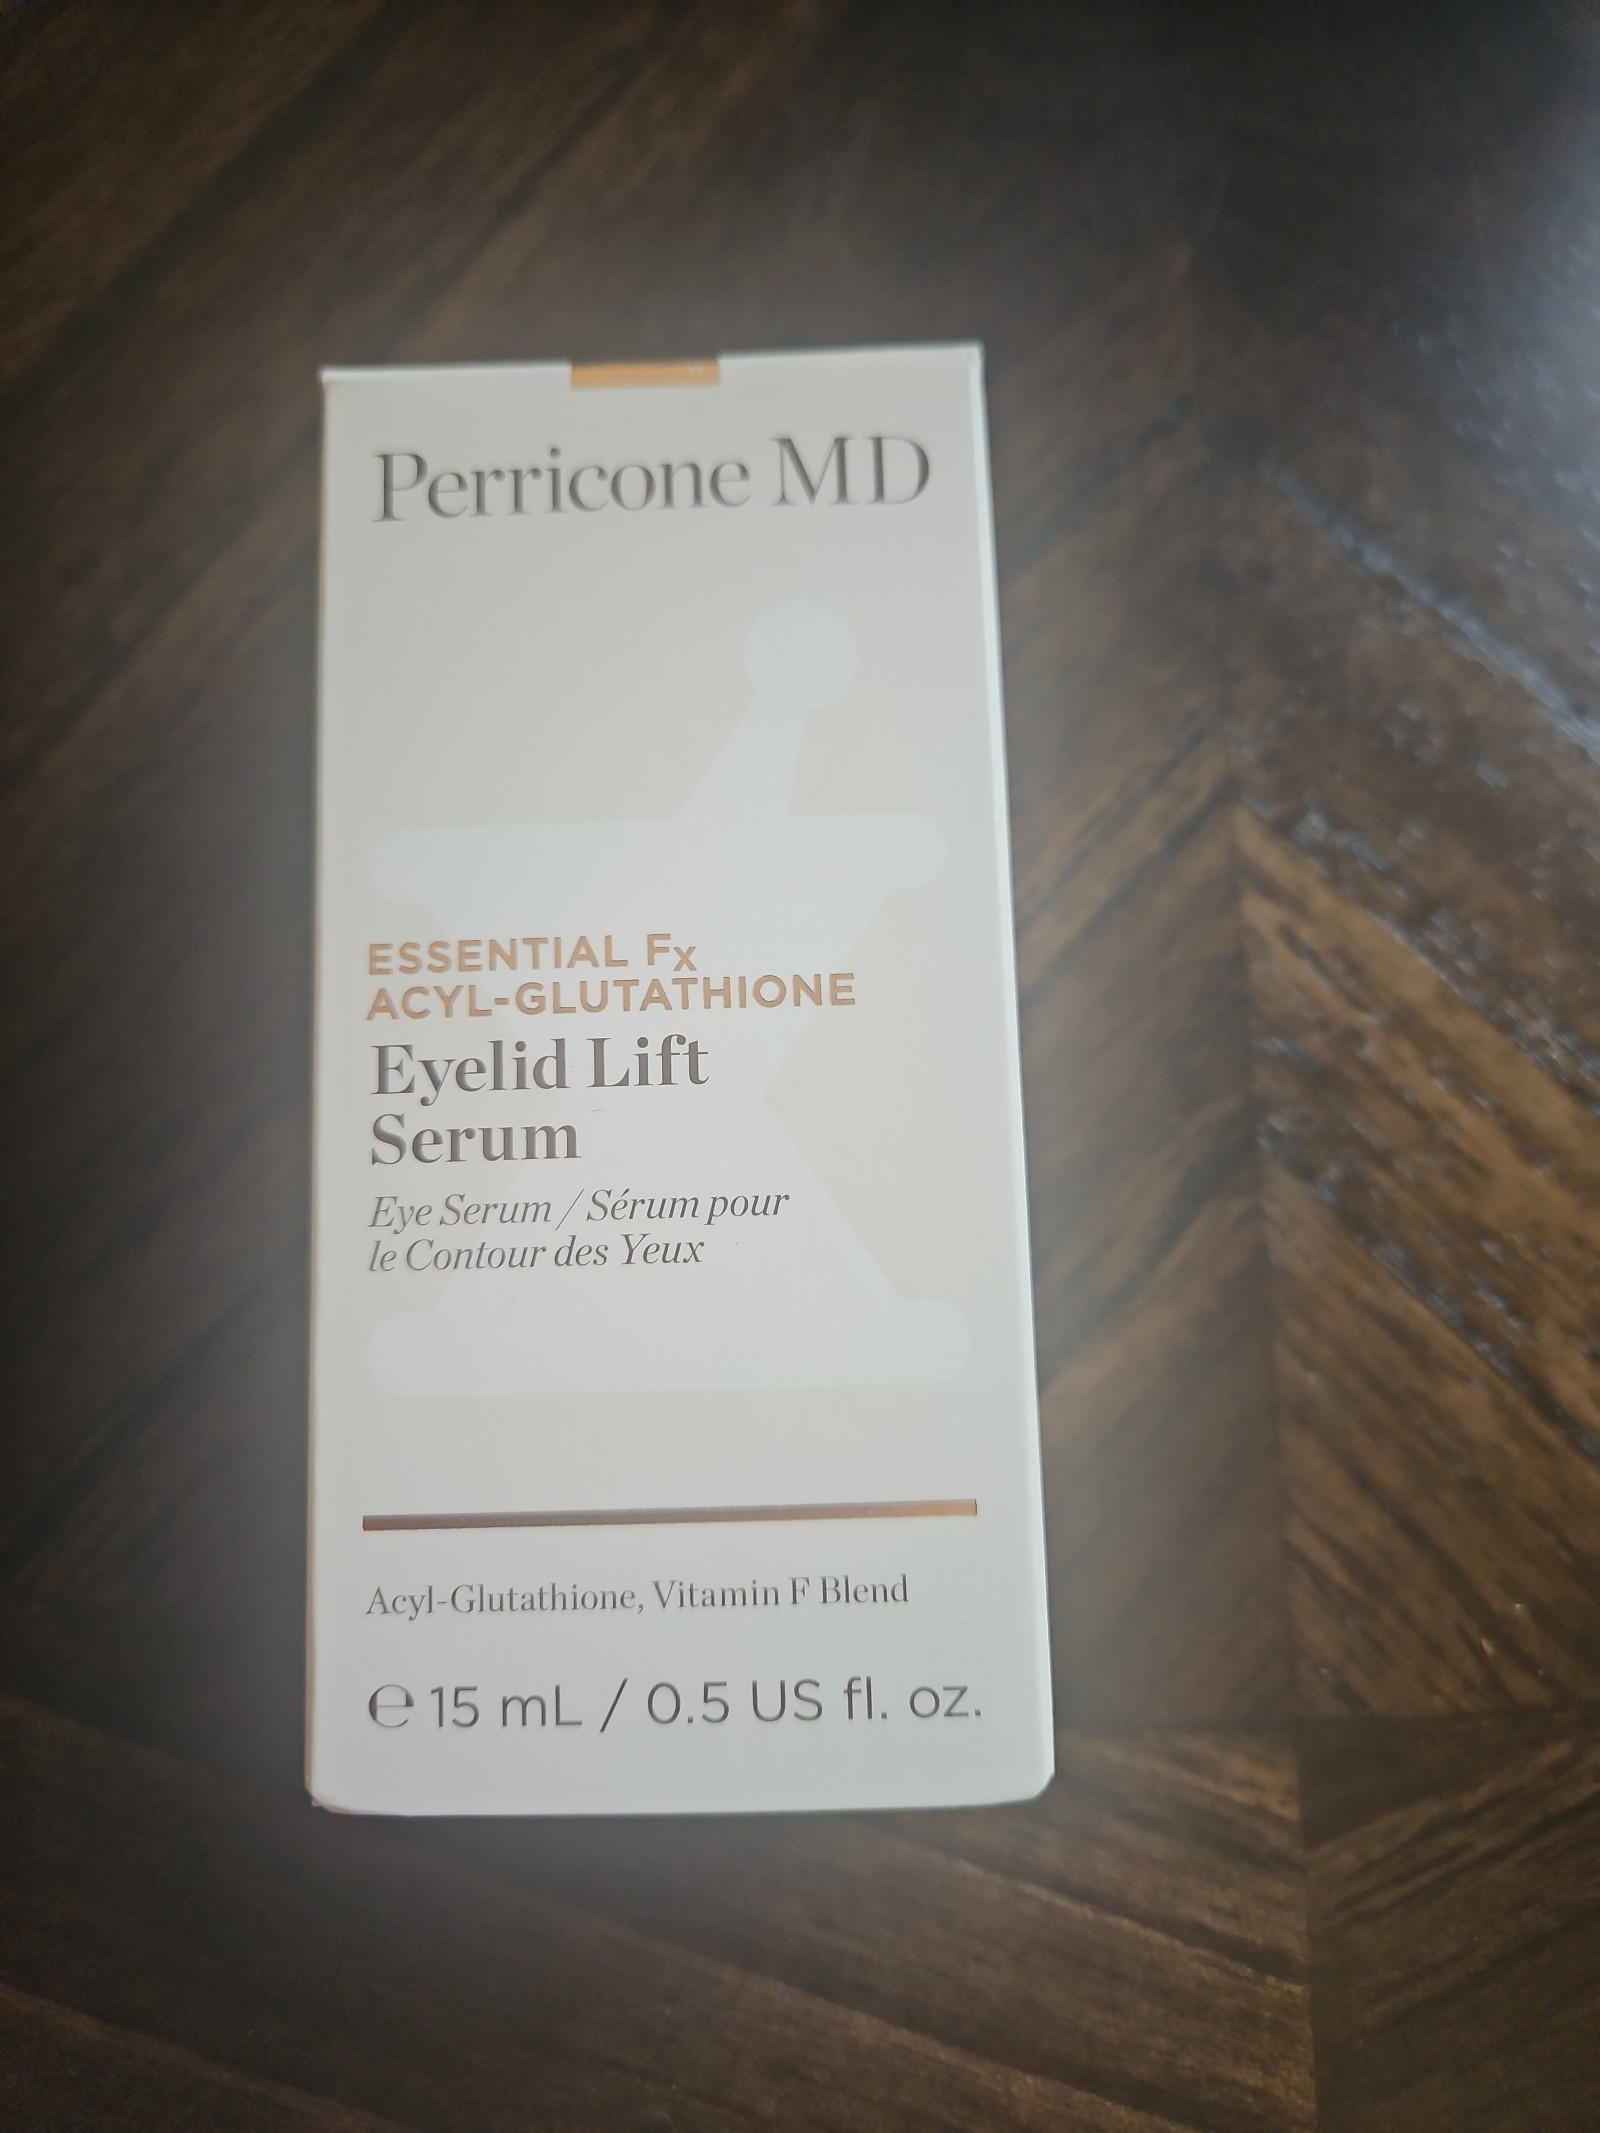 Perricone MD
ESSENTIAL Fx
ACYL-GLUTATHIONE
Eyelid Lift
Serum
Eye Serum / Sérum pour
le Contour des Yeux
Acyl-Glutathione, Vitamin F Blend
℮ 15 mL / 0.5 US fl. oz.